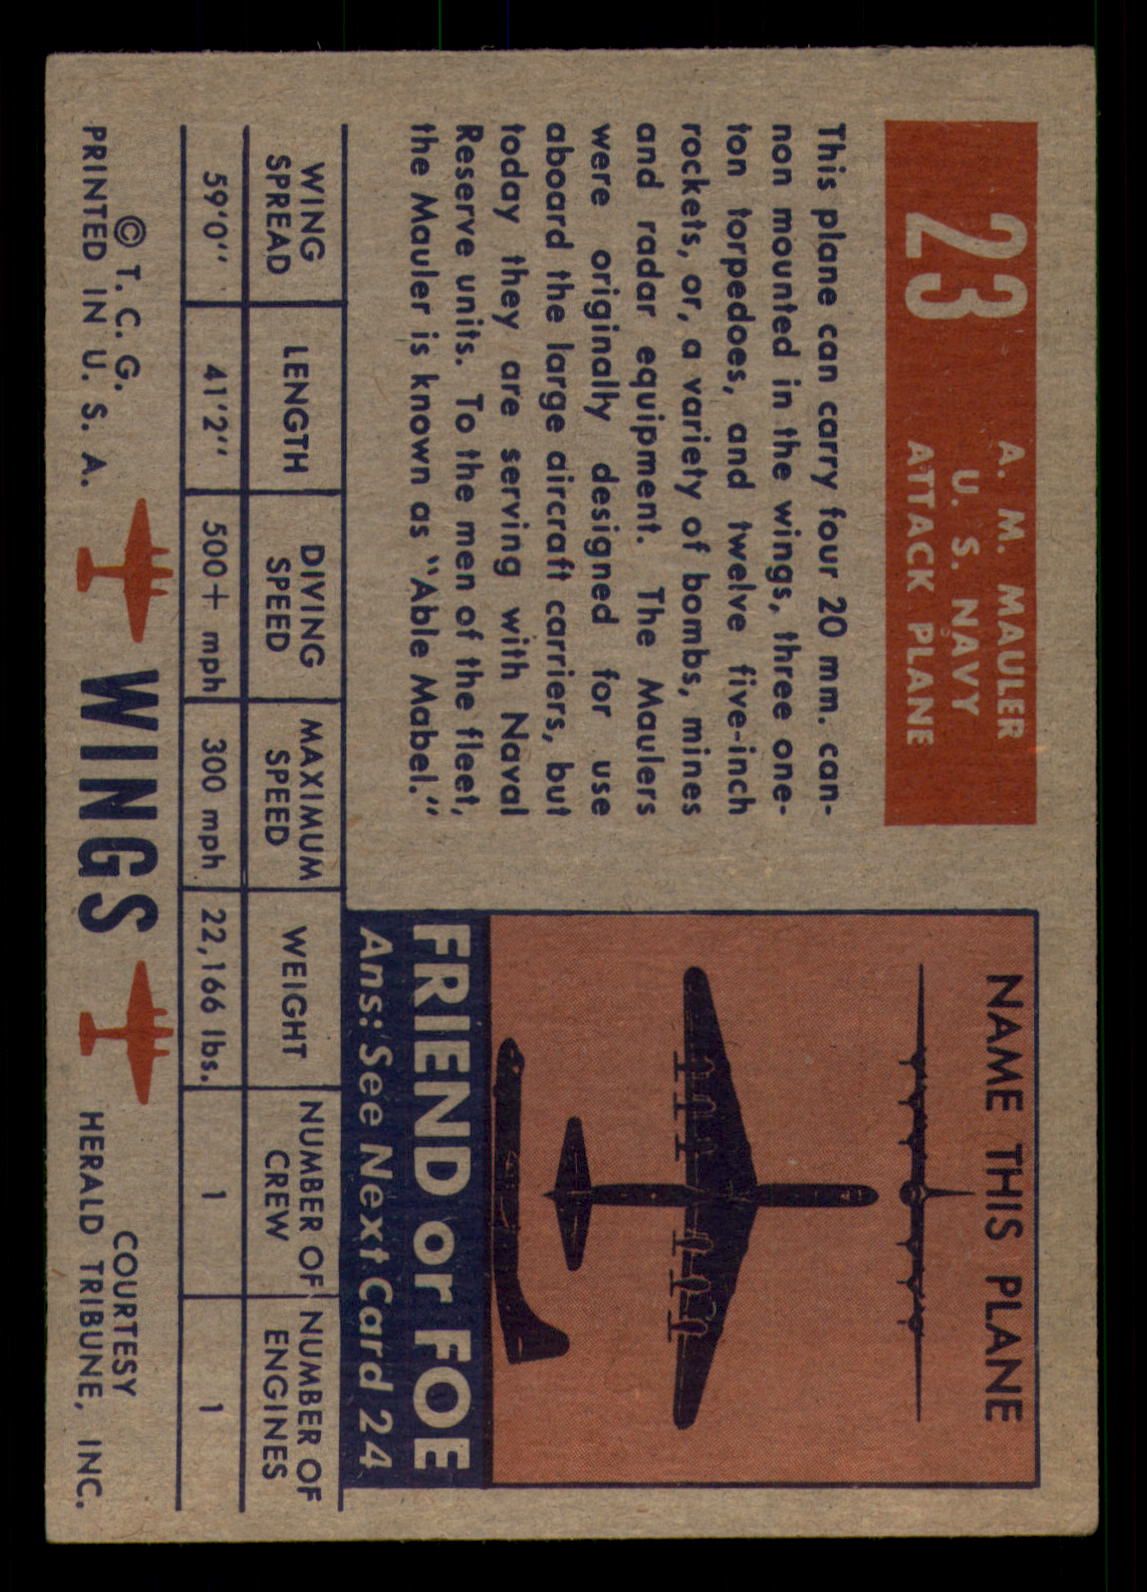 23
A. M. MAULER
U. S. NAVY
ATTACK PLANE
This plane can carry four 20 mm. can-
non mounted in the wings, three one-
ton torpedoes, and twelve five-inch
rockets, or, a variety of bombs, mines
and radar equipment. The Maulers
were originally designed for use
aboard the large aircraft carriers, but
today they are serving with Naval
Reserve units. To the men of the fleet,
the Mauler is known as "Able Mabel."
NAME THIS PLANE
FRIEND or FOE
Ans: See Next Card 24
WING SPREAD LENGTH DIVING SPEED MAXIMUM SPEED WEIGHT NUMBER OF CREW NUMBER OF ENGINES
59'0" 41'2" 500+ mph 300 mph 22,166 lbs. 1 1
© T. C. G.
PRINTED IN U. S. A.
WINGS
COURTESY
HERALD TRIBUNE, INC.